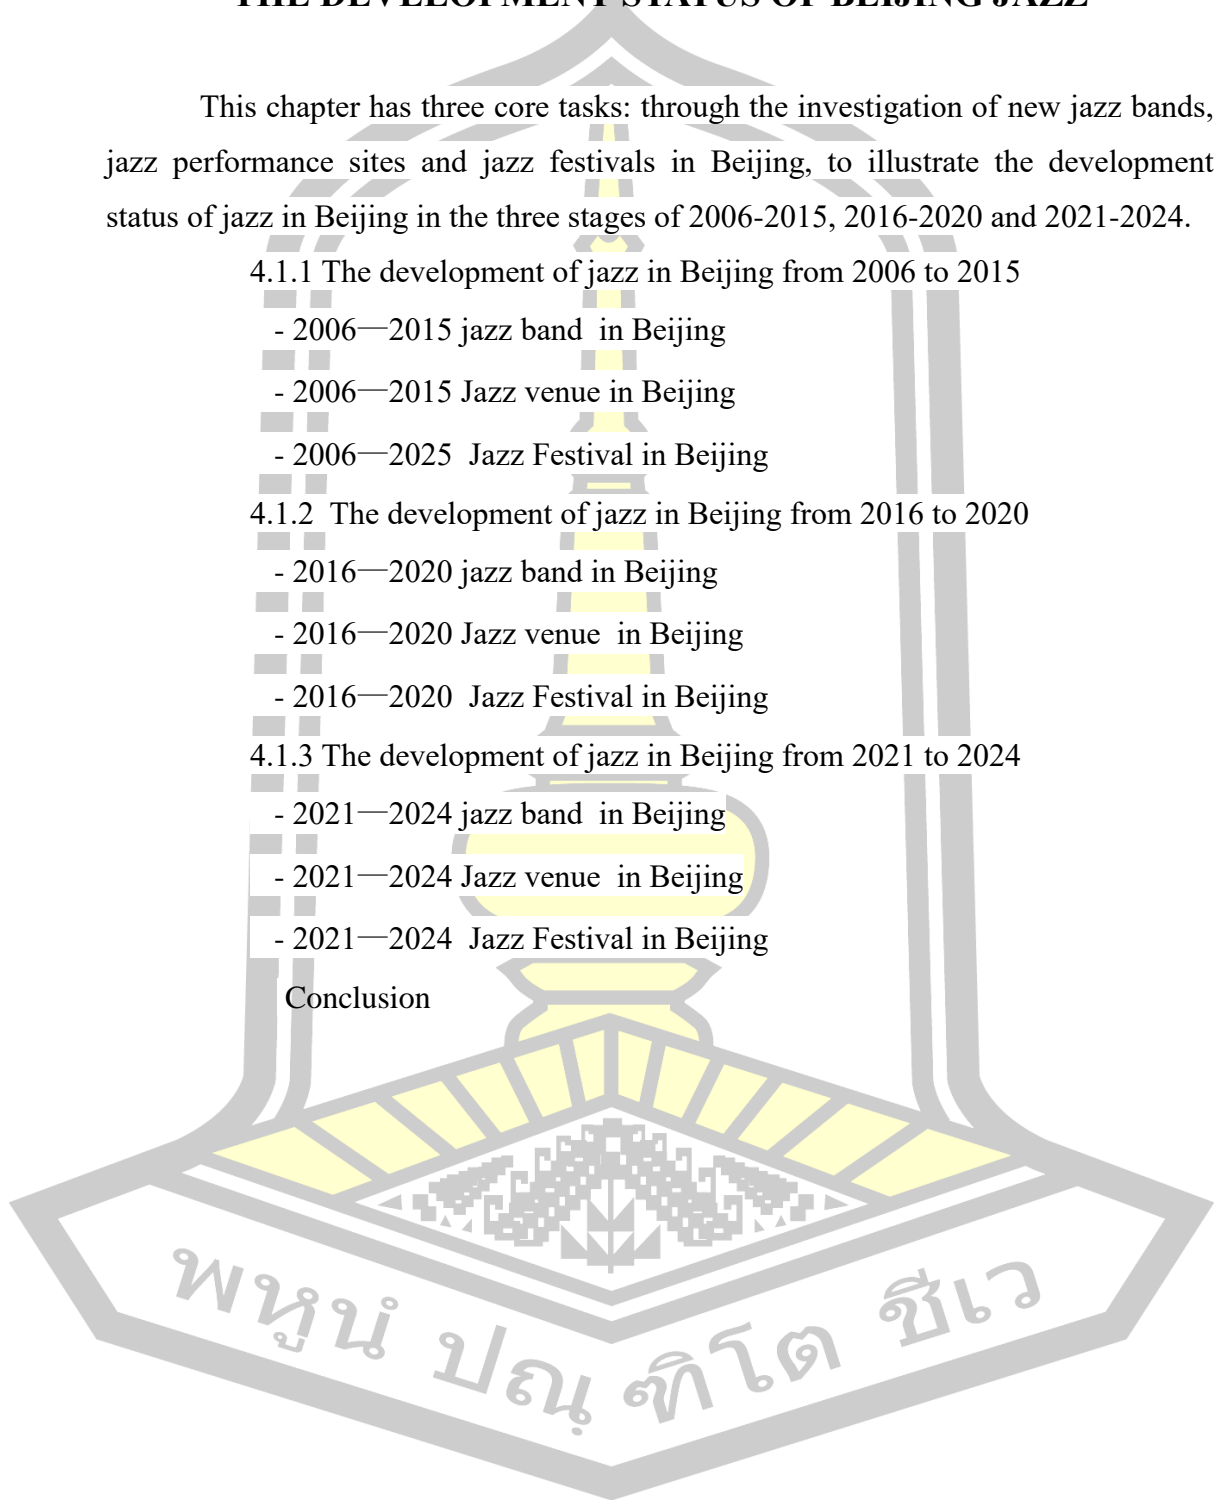 THE DEVELOPMENT STATUS OF BEIJING JAZZ
This chapter has three core tasks: through the investigation of new jazz bands,
jazz performance sites and jazz festivals in Beijing, to illustrate the development
status of jazz in Beijing in the three stages of 2006-2015, 2016-2020 and 2021-2024.
4.1.1 The development of jazz in Beijing from 2006 to 2015
- 2006—2015 jazz band  in Beijing
- 2006—2015 Jazz venue in Beijing
- 2006—2025  Jazz Festival in Beijing
4.1.2  The development of jazz in Beijing from 2016 to 2020
- 2016—2020 jazz band in Beijing
- 2016—2020 Jazz venue  in Beijing
- 2016—2020  Jazz Festival in Beijing
4.1.3 The development of jazz in Beijing from 2021 to 2024
- 2021—2024 jazz band  in Beijing
- 2021—2024 Jazz venue  in Beijing
- 2021—2024  Jazz Festival in Beijing
Conclusion
พหูนํ ปณฺฑิโต ชีเว